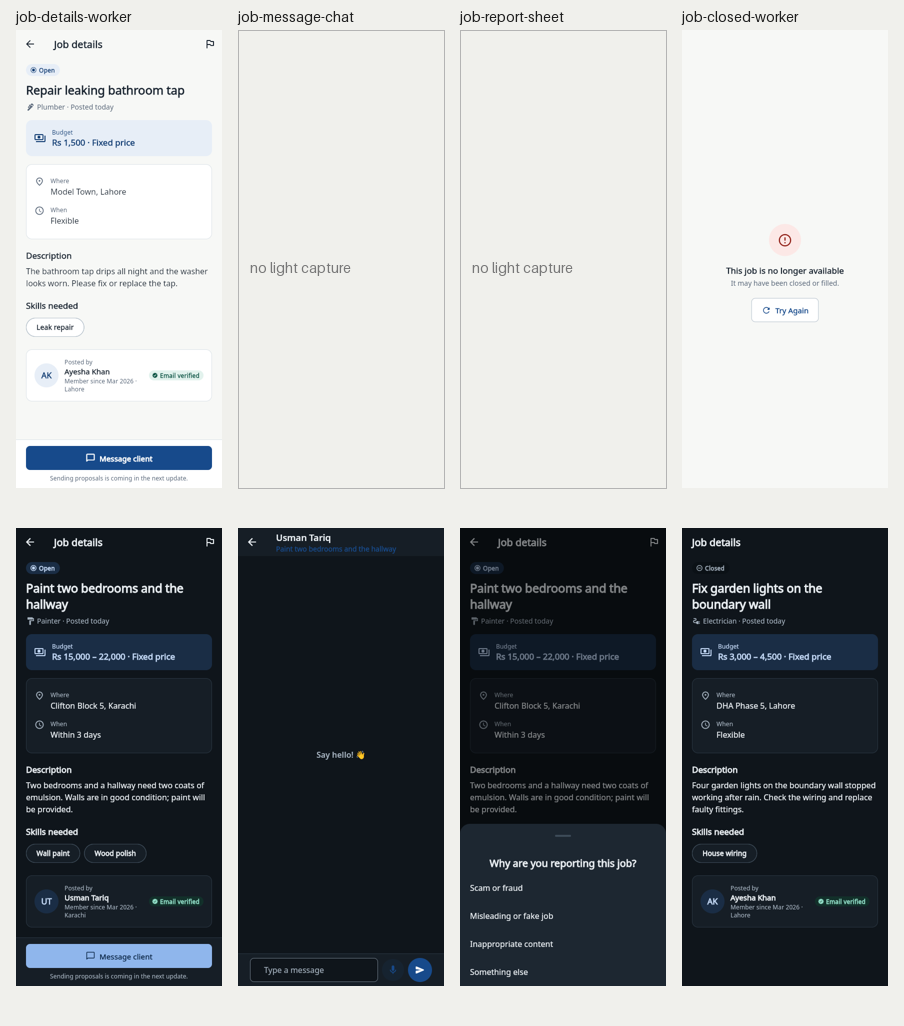 job-details-worker
job-message-chat
job-report-sheet
job-closed-worker
Job details
Open
Repair leaking bathroom tap
Plumber · Posted today
Budget
Rs 1,500 · Fixed price
Where
Model Town, Lahore
When
Flexible
Description
The bathroom tap drips all night and the washer
looks worn. Please fix or replace the tap.
Skills needed
Leak repair
Posted by
AK
Ayesha Khan
Member since Mar 2026 ·
Lahore
Email verified
Message client
Sending proposals is coming in the next update.
no light capture
no light capture
This job is no longer available
It may have been closed or filled.
Try Again
Job details
Open
Paint two bedrooms and the
hallway
Painter · Posted today
Budget
Rs 15,000 – 22,000 · Fixed price
Where
Clifton Block 5, Karachi
When
Within 3 days
Description
Two bedrooms and a hallway need two coats of
emulsion. Walls are in good condition; paint will
be provided.
Skills needed
Wall paint
Wood polish
Posted by
UT
Usman Tariq
Member since Mar 2026 ·
Karachi
Email verified
Message client
Sending proposals is coming in the next update.
Usman Tariq
Paint two bedrooms and the hallway
Say hello! 👋
Type a message
Job details
Open
Paint two bedrooms and the
hallway
Painter · Posted today
Budget
Rs 15,000 – 22,000 · Fixed price
Where
Clifton Block 5, Karachi
When
Within 3 days
Description
Two bedrooms and a hallway need two coats of
emulsion. Walls are in good condition; paint will
be provided.
Why are you reporting this job?
Scam or fraud
Misleading or fake job
Inappropriate content
Something else
Job details
Closed
Fix garden lights on the
boundary wall
Electrician · Posted today
Budget
Rs 3,000 – 4,500 · Fixed price
Where
DHA Phase 5, Lahore
When
Flexible
Description
Four garden lights on the boundary wall stopped
working after rain. Check the wiring and replace
faulty fittings.
Skills needed
House wiring
Posted by
AK
Ayesha Khan
Member since Mar 2026 ·
Lahore
Email verified